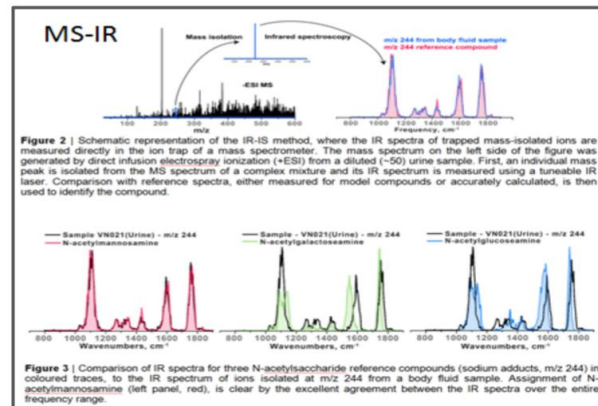 MS-IR
Mass isolation
Infrared spectroscopy
m/z 244 from body fluid sample
m/z 244 reference compound
-ESI MS
100 200 300 400 500 600
m/z
800 1000 1200 1400 1600 1800
Frequency, cm-1
Figure 2 | Schematic representation of the IR-IS method, where the IR spectra of trapped mass-isolated ions are
measured directly in the ion trap of a mass spectrometer. The mass spectrum on the left side of the figure was
generated by direct infusion electrospray ionization (+ESI) from a diluted (~50) urine sample. First, an individual mass
peak is isolated from the MS spectrum of a complex mixture and its IR spectrum is measured using a tuneable IR
laser. Comparison with reference spectra, either measured for model compounds or accurately calculated, is then
used to identify the compound.
Sample VN021(Urine) - m/z 244
N-acetylmannosamine
Sample VN021(Urine) - m/z 244
N-acetylgalactoseamine
Sample VN021(Urine) - m/z 244
N-acetylglucoseamine
800 1000 1200 1400 1600 1800
Wavenumbers, cm-1
800 1000 1200 1400 1600 1800
Wavenumbers, cm-1
800 1000 1200 1400 1600 1800
Wavenumbers, cm-1
Figure 3 | Comparison of IR spectra for three N-acetylsaccharide reference compounds (sodium adducts, m/z 244) in
coloured traces, to the IR spectrum of ions isolated at m/z 244 from a body fluid sample. Assignment of N-
acetylmannosamine (left panel, red), is clear by the excellent agreement between the IR spectra over the entire
frequency range.